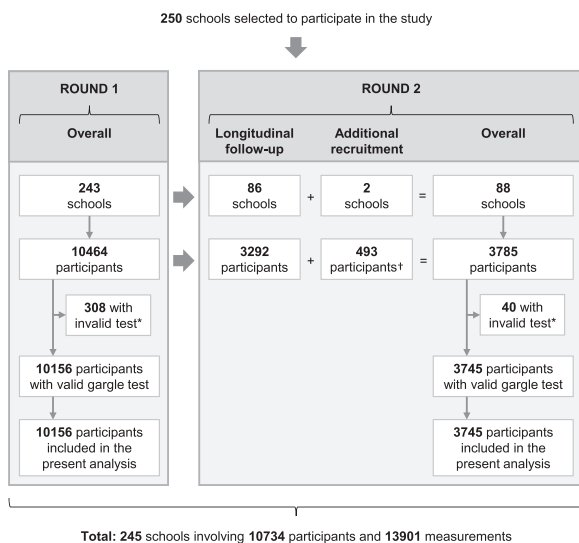 250 schools selected to participate in the study
ROUND 1
Overall
243
schools
10464
participants
308 with
invalid test*
10156 participants
with valid gargle test
10156 participants
included in the
present analysis
ROUND 2
Longitudinal
follow-up
Additional
recruitment
Overall
86
schools
+
2
schools
=
88
schools
3292
participants
+
493
participants†
=
3785
participants
40 with
invalid test*
3745 participants
with valid gargle test
3745 participants
included in the
present analysis
Total: 245 schools involving 10734 participants and 13901 measurements